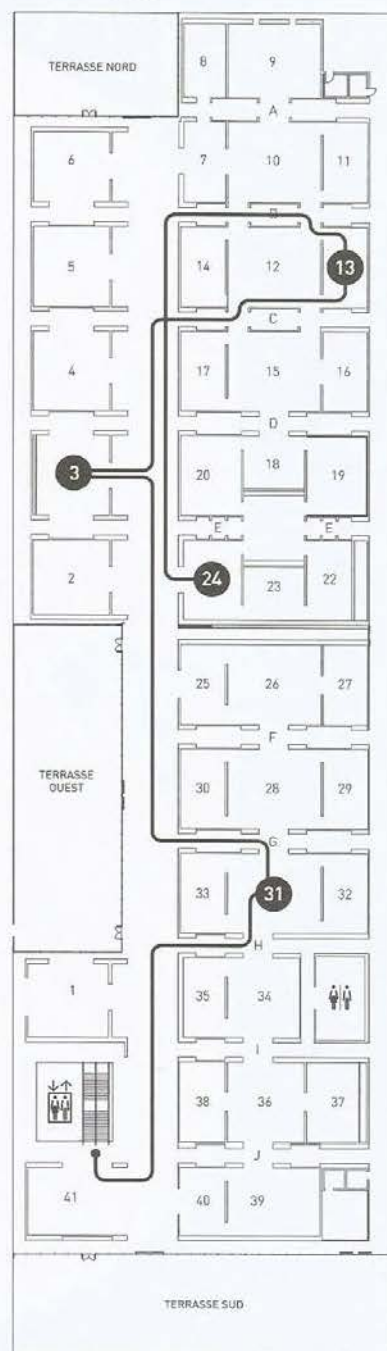 TERRASSE NORD
8
9
A
6
7
10
11
B
5
14
12
13
C
4
17
15
16
D
3
20
18
19
E
E
2
24
23
22
25
26
27
F
TERRASSE
OUEST
30
28
29
G
33
31
32
H
1
35
34
I
38
36
37
J
41
40
39
TERRASSE SUD